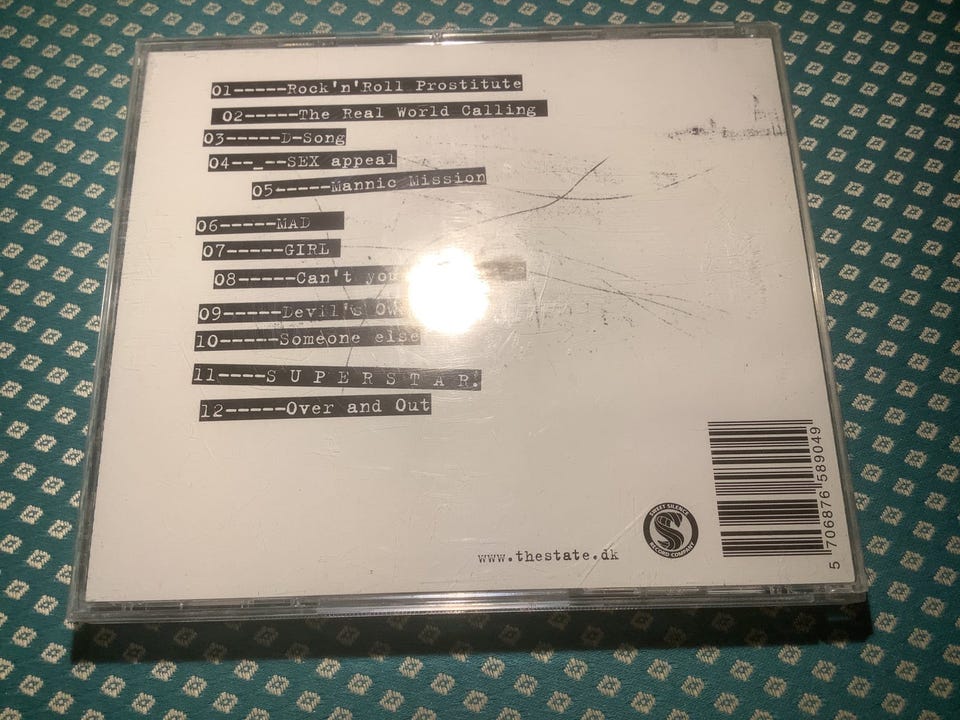 01-----Rock'n'Roll Prostitute
02-----The Real World Calling
03-----D-Song
04--_--SEX appeal
05-----Mannic Mission
06-----MAD
07-----GIRL
08-----Can't you
09-----Devil's
10-----Someone else
11----S U P E R S T A R!
12-----Over and Out
www.thestate.dk
SWEET SILENCE
S
RECORD COMPANY
5 706876 589049